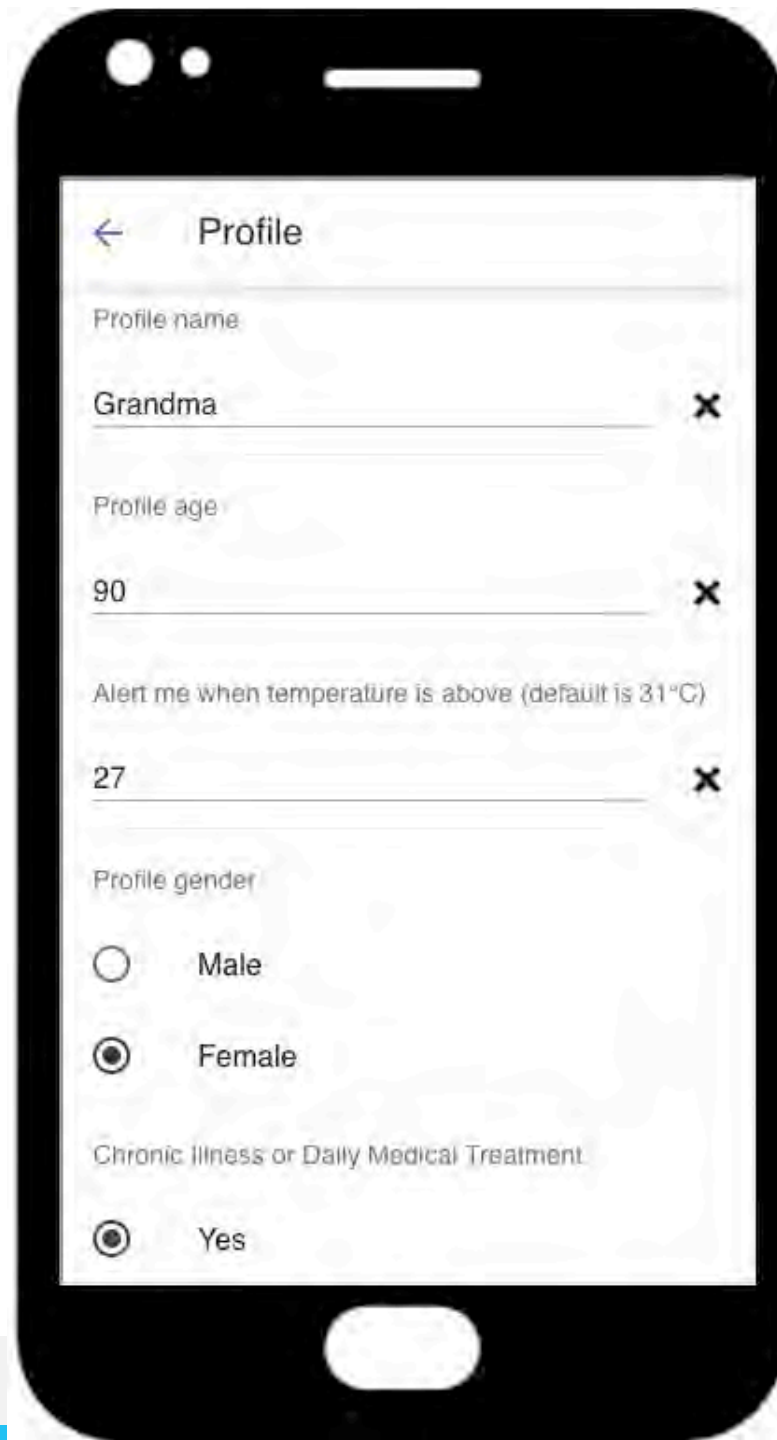 Profile
Profile name
Grandma
Profile age
90
Alert me when temperature is above (default is 31°C)
27
Profile gender
Male
Female
Chronic Illness or Daily Medical Treatment
Yes